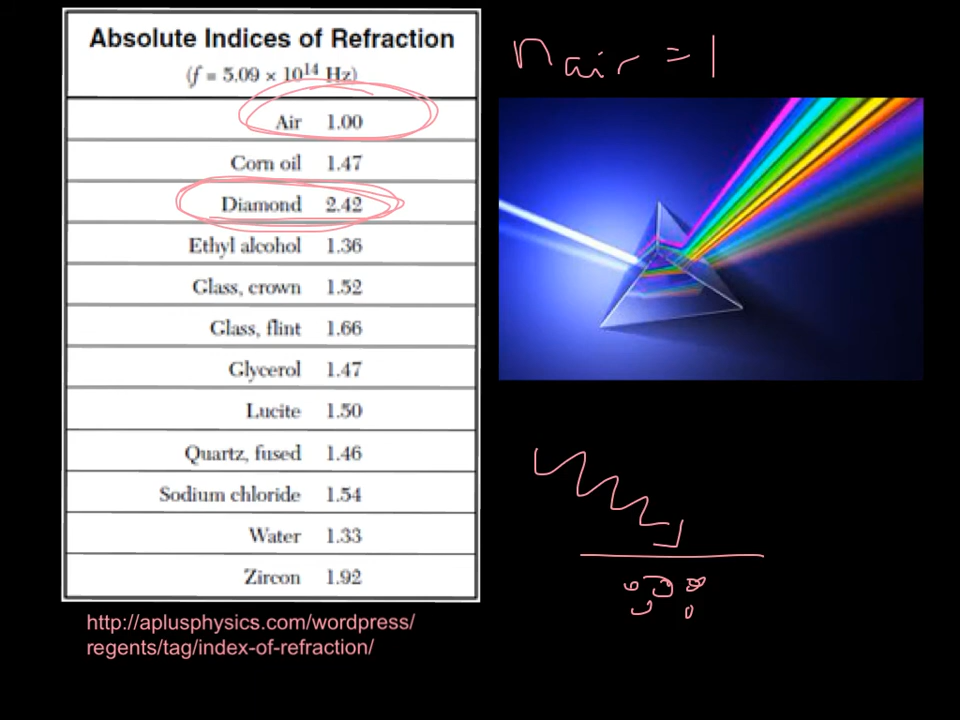 Absolute Indices of Refraction
(f = 5.09 × 10¹⁴ Hz)
Air 1.00
Corn oil 1.47
Diamond 2.42
Ethyl alcohol 1.36
Glass, crown 1.52
Glass, flint 1.66
Glycerol 1.47
Lucite 1.50
Quartz, fused 1.46
Sodium chloride 1.54
Water 1.33
Zircon 1.92
http://aplusphysics.com/wordpress/
regents/tag/index-of-refraction/
n air = 1